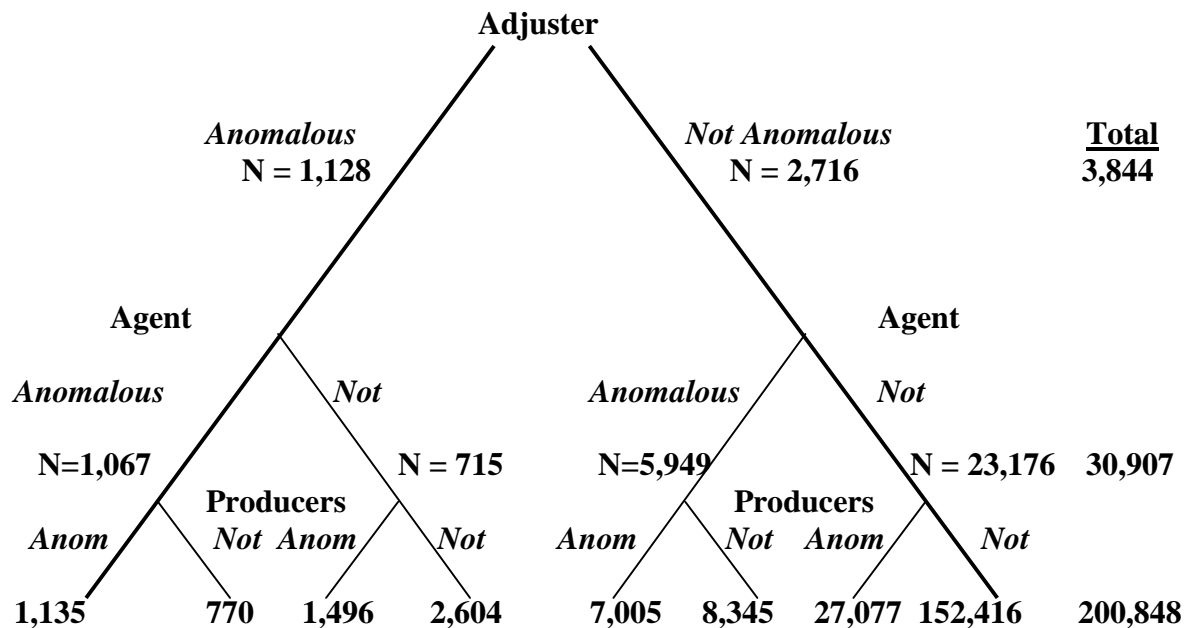 Adjuster
Anomalous Not Anomalous Total
N = 1,128 N = 2,716 3,844
Agent Agent
Anomalous Not Anomalous Not
N=1,067 N = 715 N=5,949 N = 23,176 30,907
Producers Producers
Anom Not Anom Not Anom Not Anom Not
1,135 770 1,496 2,604 7,005 8,345 27,077 152,416 200,848